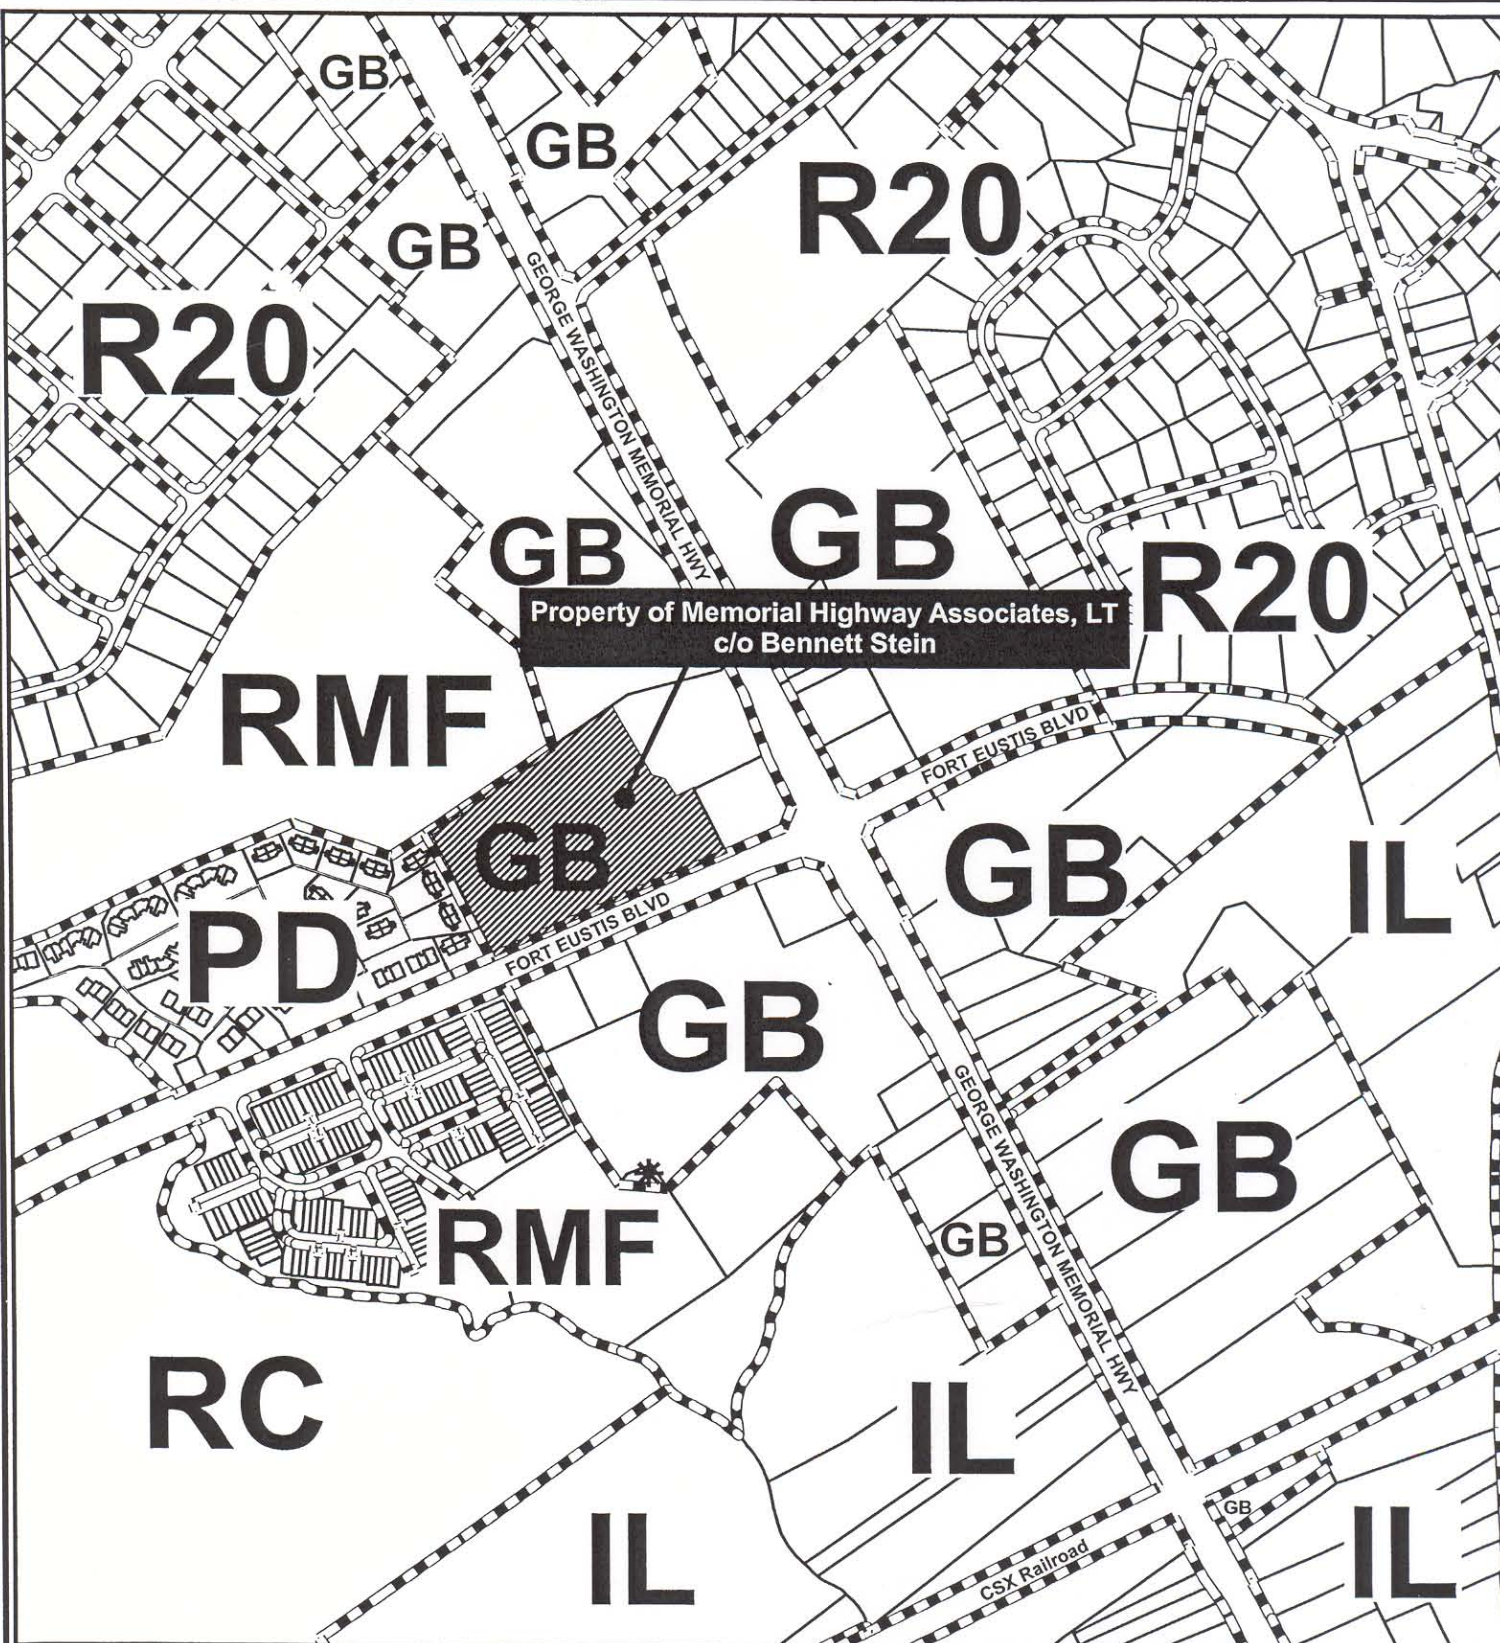 GB
GB
R20
GB
R20
GEORGE WASHINGTON MEMORIAL HWY
GB
GB
R20
Property of Memorial Highway Associates, LT
c/o Bennett Stein
RMF
FORT EUSTIS BLVD
GB
GB
IL
PD
FORT EUSTIS BLVD
GB
GEORGE WASHINGTON MEMORIAL HWY
GB
RMF
GB
RC
IL
GB
IL
IL
CSX Railroad